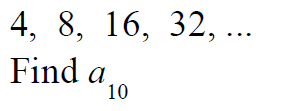 4, 8, 16, 32, ...
Find a₁₀